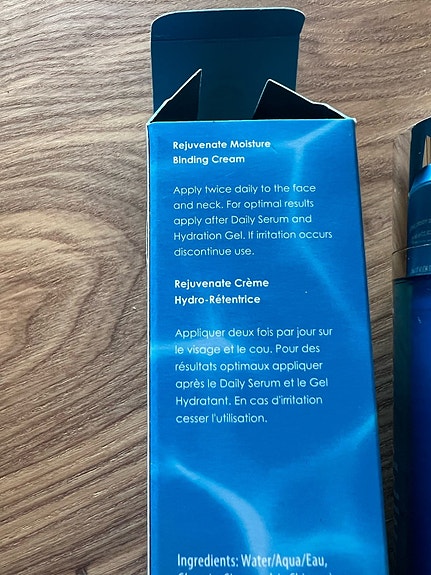 Rejuvenate Moisture
Binding Cream
Apply twice daily to the face
and neck. For optimal results
apply after Daily Serum and
Hydration Gel. If irritation occurs
discontinue use.
Rejuvenate Crème
Hydro-Rétentrice
Appliquer deux fois par jour sur
le visage et le cou. Pour des
résultats optimaux appliquer
après le Daily Serum et le Gel
Hydratant. En cas d'irritation
cesser l'utilisation.
Ingredients: Water/Aqua/Eau,